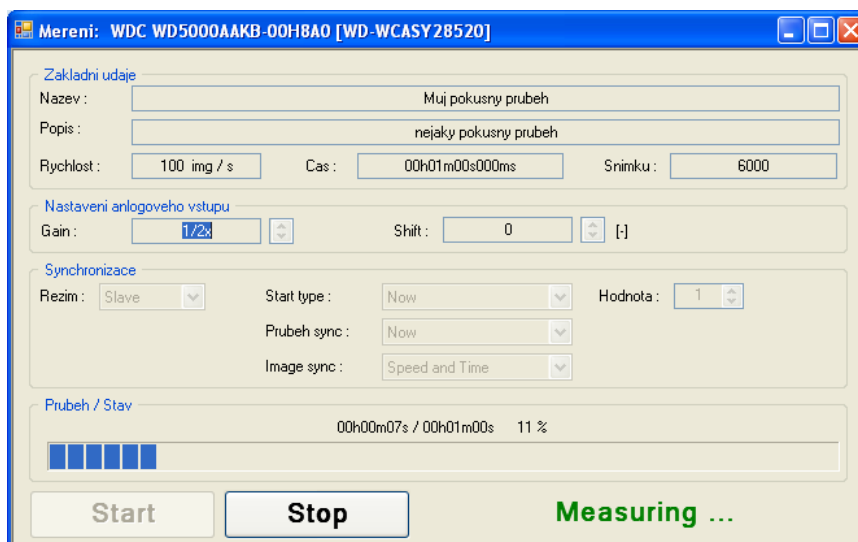 Mereni: WDC WD5000AAKB-00H8A0 [WD-WCASY28520]
Zakladni udaje
Nazev : Muj pokusny prubeh
Popis : nejaky pokusny prubeh
Rychlost : 100 img / s Cas : 00h01m00s000ms Snimku : 6000
Nastaveni anlogoveho vstupu
Gain : 1/2x Shift : 0 [-]
Synchronizace
Rezim : Slave Start type : Now Hodnota : 1
Prubeh sync : Now
Image sync : Speed and Time
Prubeh / Stav
00h00m07s / 00h01m00s 11 %
Start Stop Measuring ...